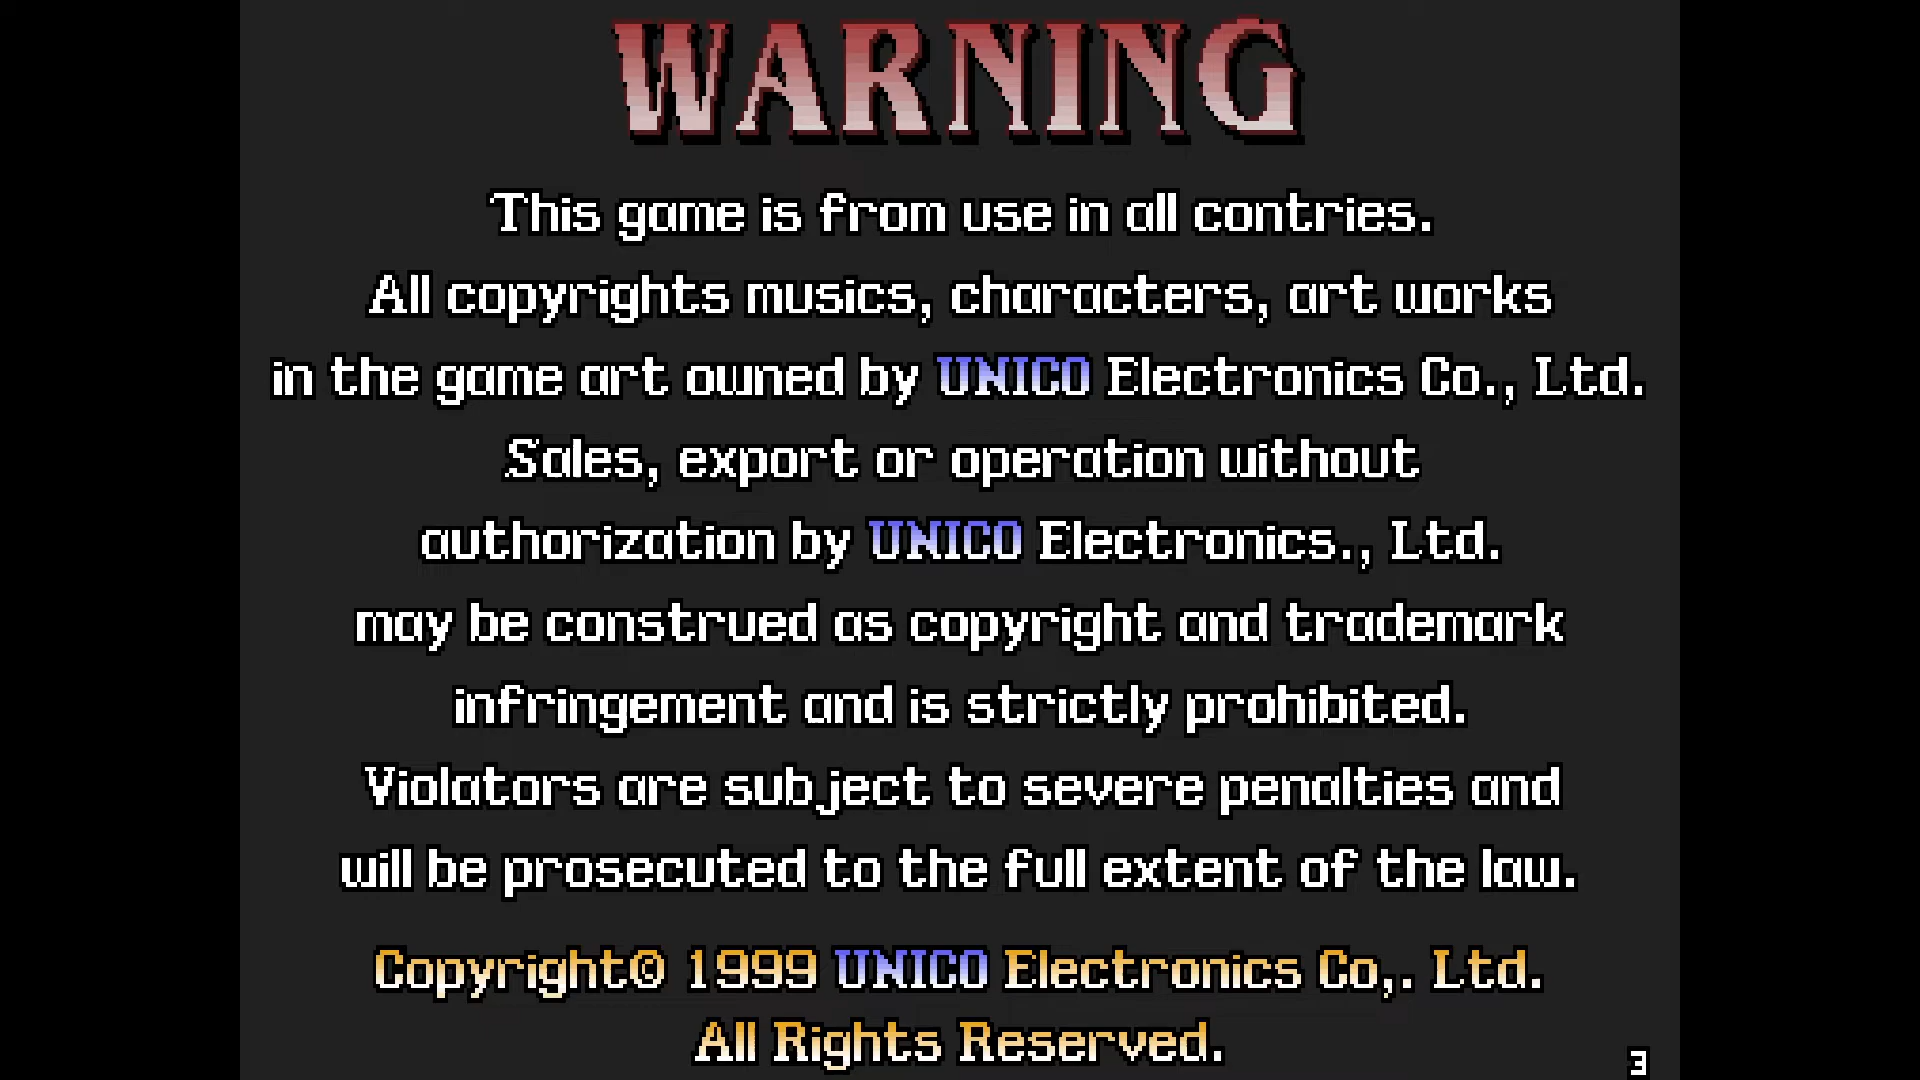 WARNING
This game is from use in all contries.
All copyrights musics, characters, art works
in the game art owned by UNICO Electronics Co., Ltd.
Sales, export or operation without
authorization by UNICO Electronics., Ltd.
may be construed as copyright and trademark
infringement and is strictly prohibited.
Violators are subject to severe penalties and
will be prosecuted to the full extent of the law.
Copyright© 1999 UNICO Electronics Co,. Ltd.
All Rights Reserved.
3